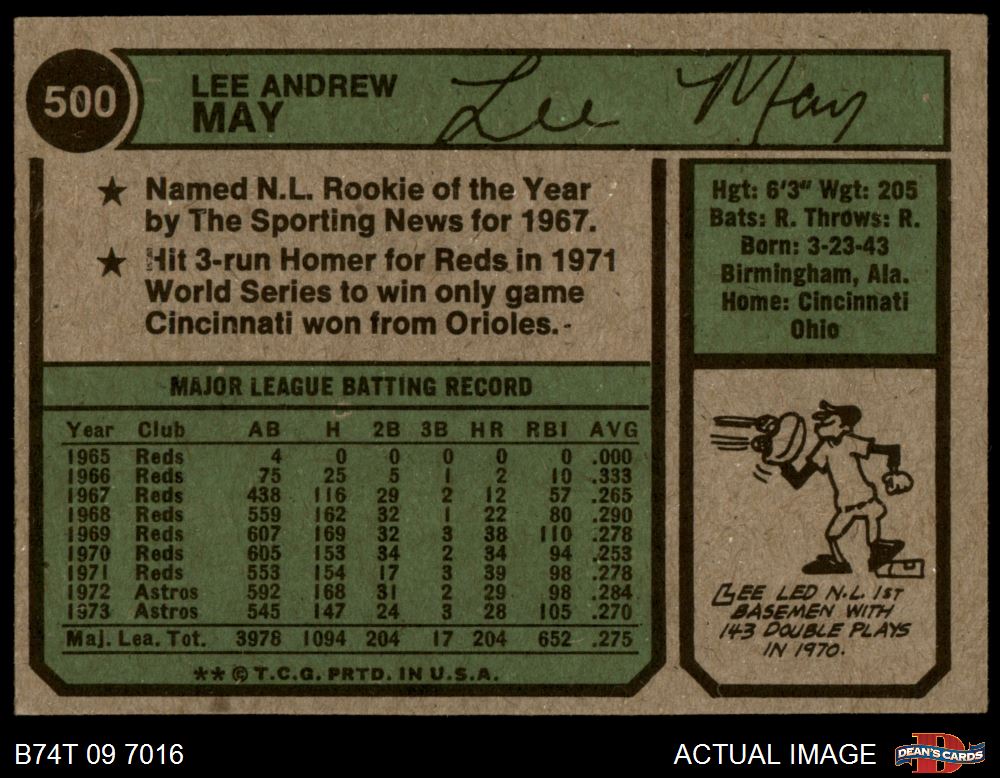 500
LEE ANDREW
MAY
Lee May
★ Named N.L. Rookie of the Year
by The Sporting News for 1967.
★ Hit 3-run Homer for Reds in 1971
World Series to win only game
Cincinnati won from Orioles.-
Hgt: 6'3" Wgt: 205
Bats: R. Throws: R.
Born: 3-23-43
Birmingham, Ala.
Home: Cincinnati
Ohio
MAJOR LEAGUE BATTING RECORD
Year Club AB H 2B 3B HR RBI AVG
1965 Reds 4 0 0 0 0 0 .000
1966 Reds 75 25 5 1 2 10 .333
1967 Reds 438 116 29 2 12 57 .265
1968 Reds 559 162 32 1 22 80 .290
1969 Reds 607 169 32 3 38 110 .278
1970 Reds 605 153 34 2 34 94 .253
1971 Reds 553 154 17 3 39 98 .278
1972 Astros 592 168 31 2 29 98 .284
1973 Astros 545 147 24 3 28 105 .270
Maj. Lea. Tot. 3978 1094 204 17 204 652 .275
**©T.C.G. PRTD. IN U.S.A.
LEE LED N.L. 1ST
BASEMEN WITH
143 DOUBLE PLAYS
IN 1970.
B74T 09 7016
ACTUAL IMAGE
D
DEAN'S CARDS